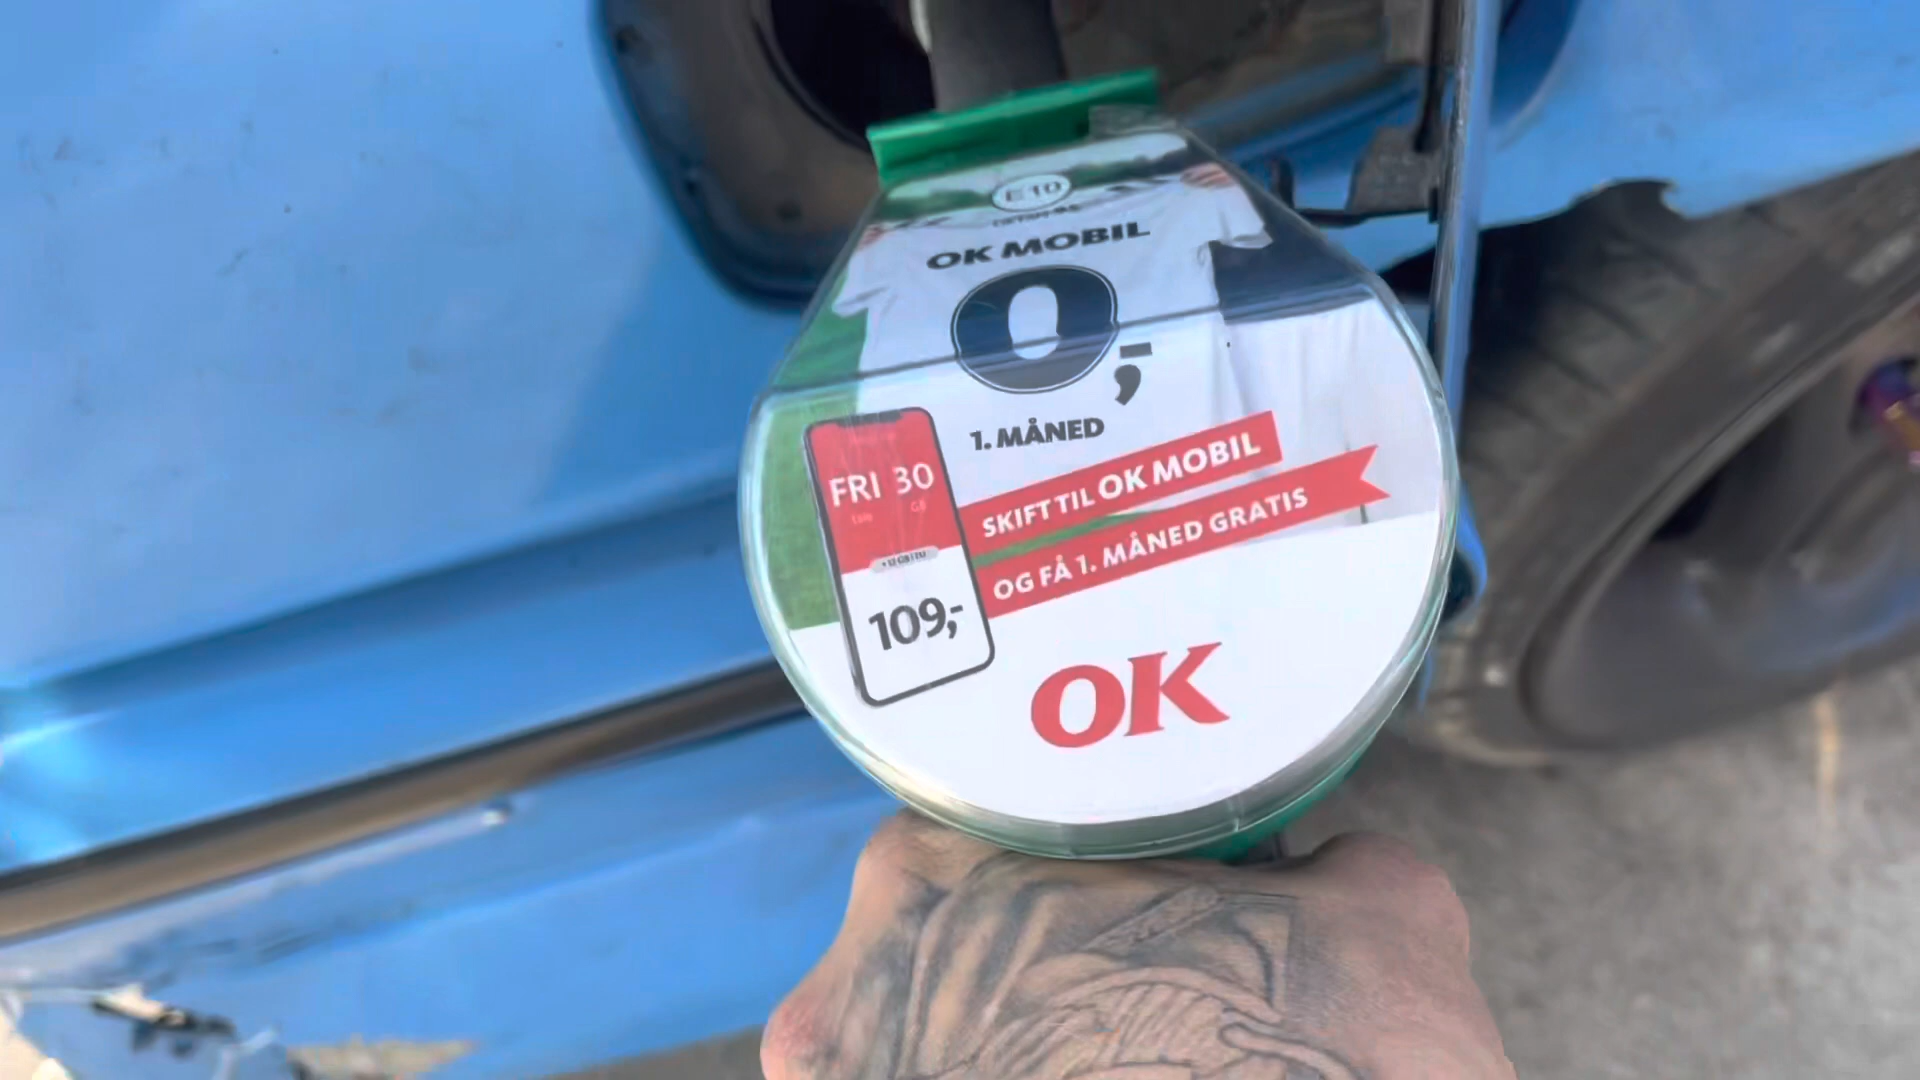 E10
OK MOBIL
0,-
1. MÅNED
FRI 30
GB
109,-
SKIFT TIL OK MOBIL
OG FÅ 1. MÅNED GRATIS
OK